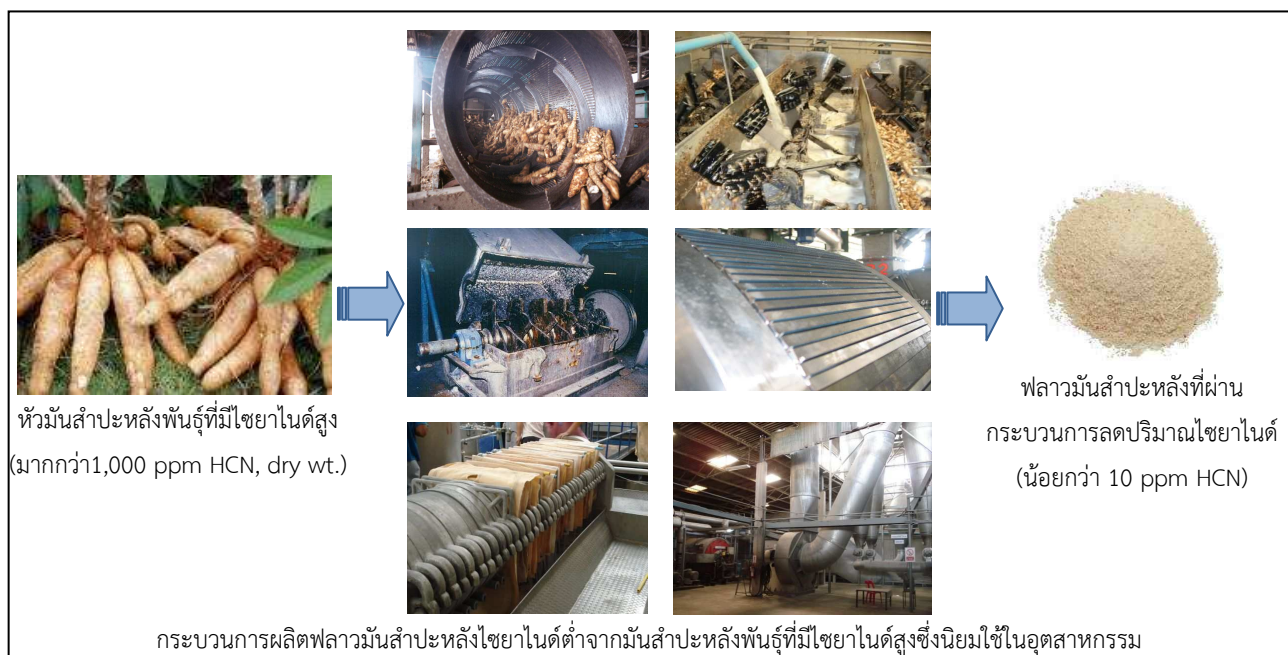 หัวมันสำปะหลังพันธุ์ที่มีไซยาไนด์สูง
(มากกว่า1,000 ppm HCN, dry wt.)
ฟลาวมันสำปะหลังที่ผ่าน
กระบวนการลดปริมาณไซยาไนด์
(น้อยกว่า 10 ppm HCN)
กระบวนการผลิตฟลาวมันสำปะหลังไซยาไนด์ต่ำจากมันสำปะหลังพันธุ์ที่มีไซยาไนด์สูงซึ่งนิยมใช้ในอุตสาหกรรม